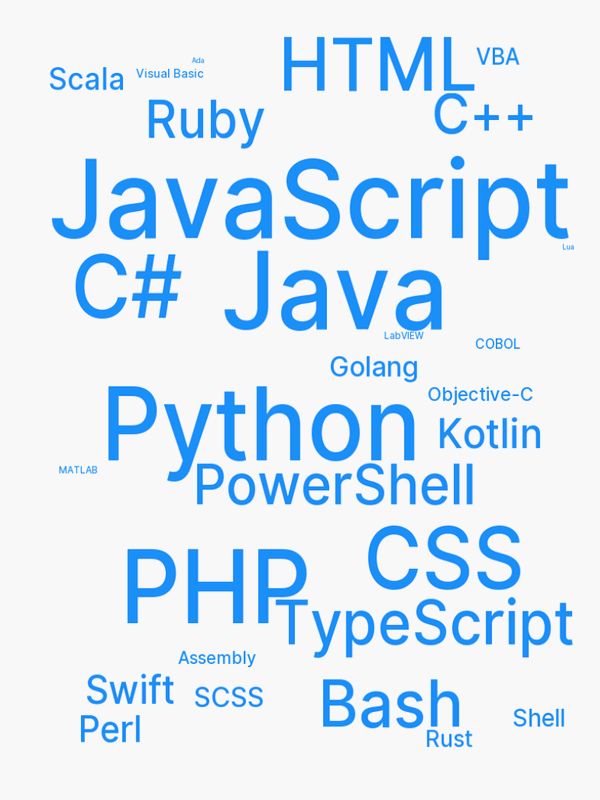 HTML
VBA
Ada
Scala
Visual Basic
Ruby
C++
JavaScript
Lua
C#
Java
LabVIEW
COBOL
Golang
Objective-C
Python
Kotlin
MATLAB
PowerShell
CSS
PHP
TypeScript
Assembly
Swift
SCSS
Bash
Shell
Perl
Rust